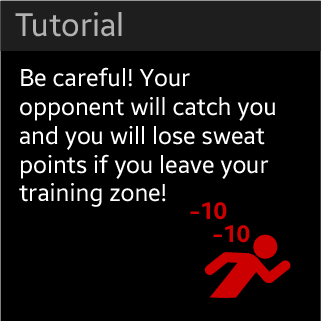 Tutorial
Be careful! Your
opponent will catch you
and you will lose sweat
points if you leave your
training zone!
-10
-10